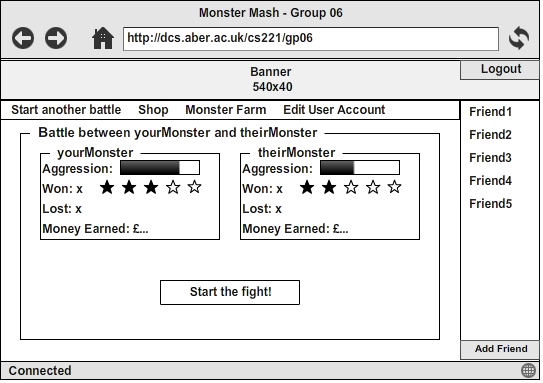 Monster Mash - Group 06
http://dcs.aber.ac.uk/cs221/gp06
Banner
540x40
Logout
Start another battle Shop Monster Farm Edit User Account
Battle between yourMonster and theirMonster
yourMonster
Aggression:
Won: x
Lost: x
Money Earned: £...
theirMonster
Aggression:
Won: x
Lost: x
Money Earned: £...
Start the fight!
Friend1
Friend2
Friend3
Friend4
Friend5
Add Friend
Connected